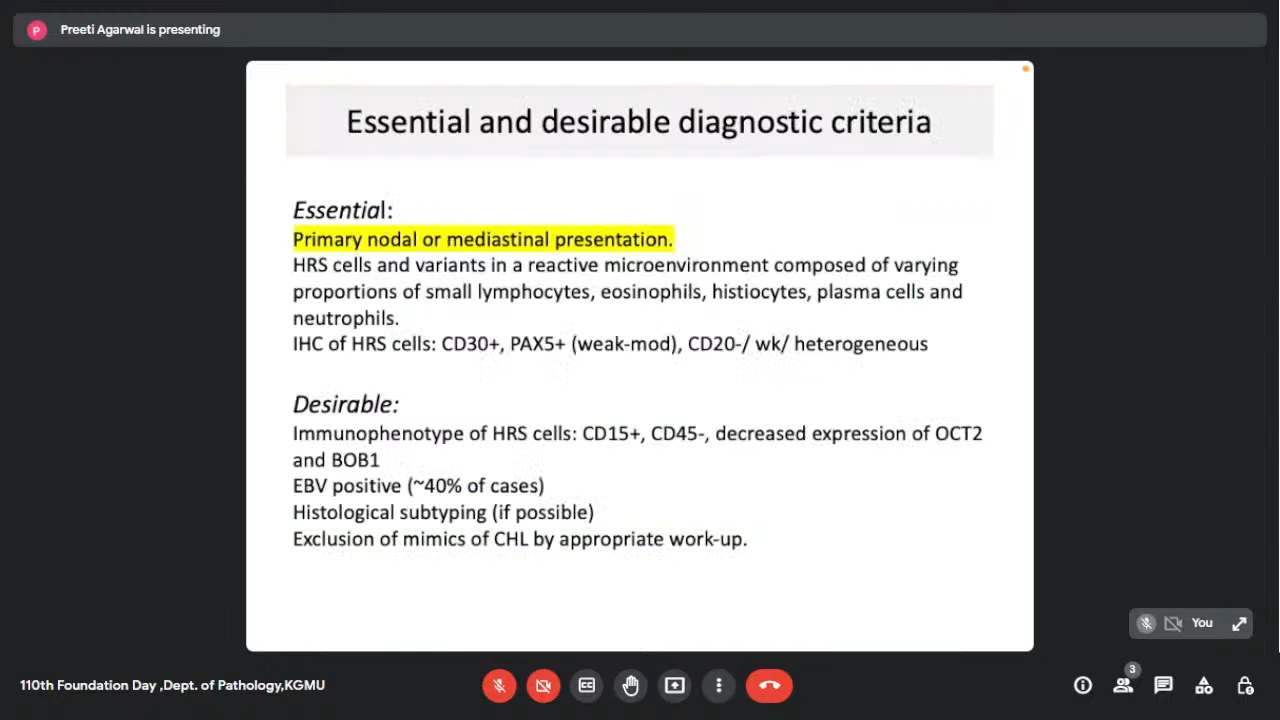 P
Preeti Agarwal is presenting
Essential and desirable diagnostic criteria
Essential:
Primary nodal or mediastinal presentation.
HRS cells and variants in a reactive microenvironment composed of varying
proportions of small lymphocytes, eosinophils, histiocytes, plasma cells and
neutrophils.
IHC of HRS cells: CD30+, PAX5+ (weak-mod), CD20-/ wk/ heterogeneous
Desirable:
Immunophenotype of HRS cells: CD15+, CD45-, decreased expression of OCT2
and BOB1
EBV positive (~40% of cases)
Histological subtyping (if possible)
Exclusion of mimics of CHL by appropriate work-up.
You
3
110th Foundation Day ,Dept. of Pathology,KGMU